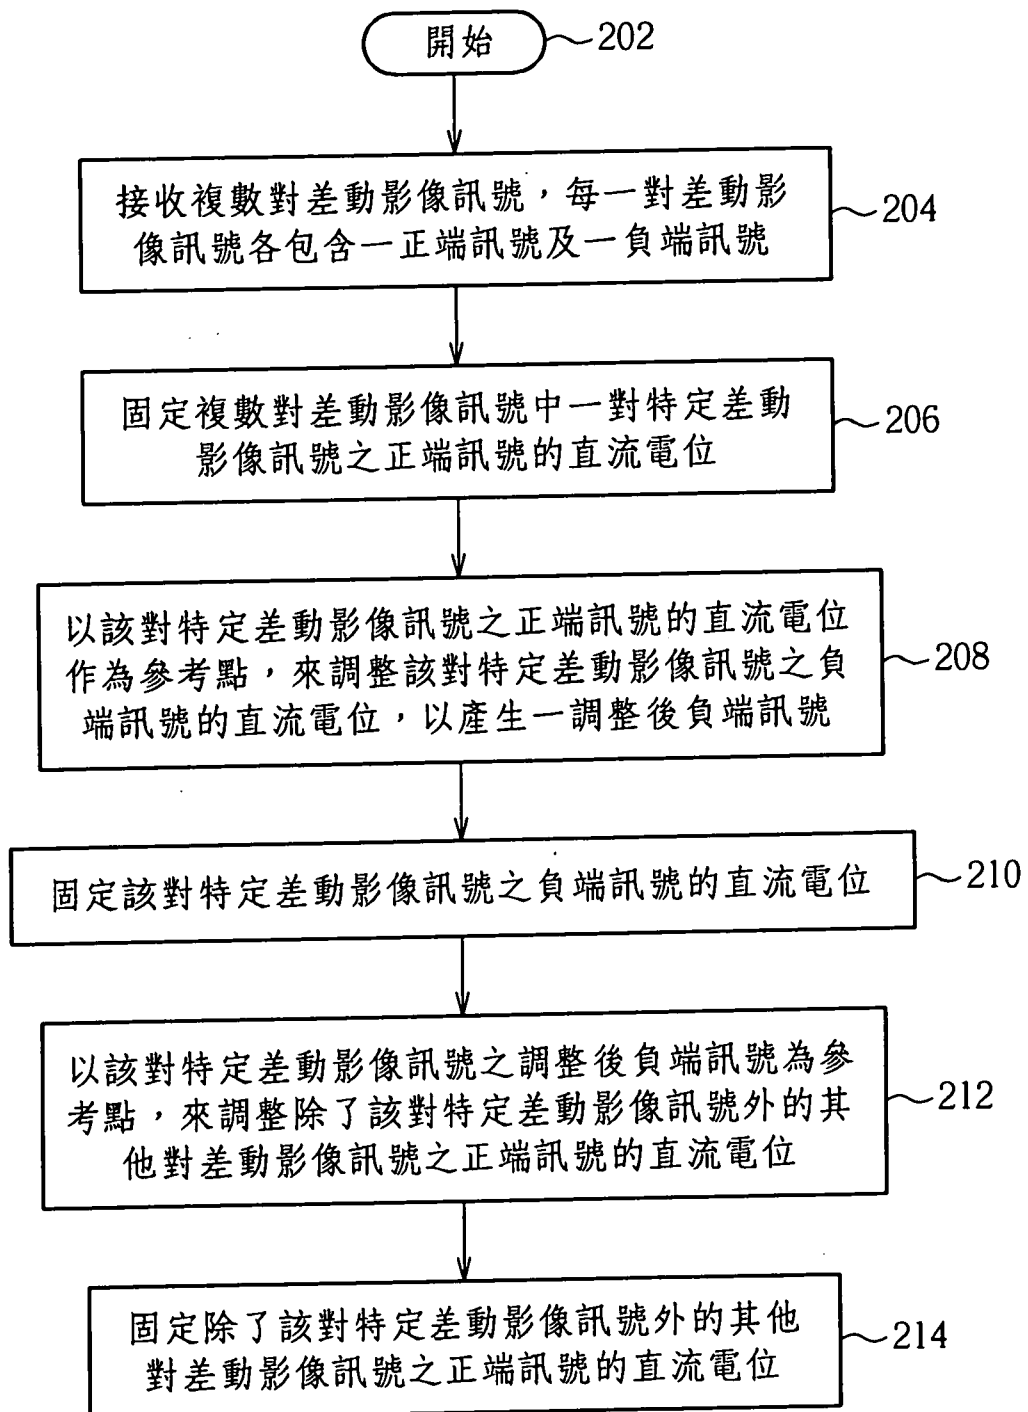 開始
202
接收複數對差動影像訊號，每一對差動影
像訊號各包含一正端訊號及一負端訊號
204
固定複數對差動影像訊號中一對特定差動
影像訊號之正端訊號的直流電位
206
以該對特定差動影像訊號之正端訊號的直流電位
作為參考點，來調整該對特定差動影像訊號之負
端訊號的直流電位，以產生一調整後負端訊號
208
固定該對特定差動影像訊號之負端訊號的直流電位
210
以該對特定差動影像訊號之調整後負端訊號為參
考點，來調整除了該對特定差動影像訊號外的其
他對差動影像訊號之正端訊號的直流電位
212
固定除了該對特定差動影像訊號外的其他
對差動影像訊號之正端訊號的直流電位
214